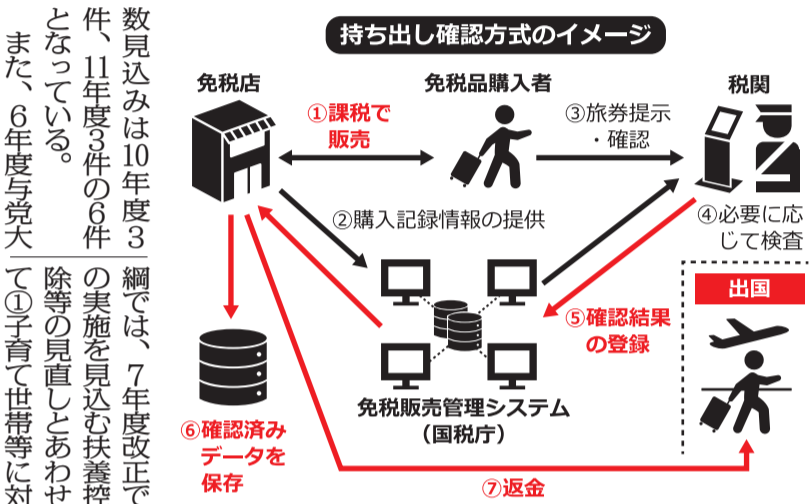 数見込みは10年度3
件、11年度3件の6件
となっている。
また、6年度与党大
綱では、7年度改正で
の実施を見込む扶養控
除等の見直しとあわせ
て①子育て世帯等に対
持ち出し確認方式のイメージ
免税店
免税品購入者
税関
①課税で
販売
③旅券提示
・確認
②購入記録情報の提供
④必要に応
じて検査
出国
⑤確認結果
の登録
免税販売管理システム
(国税庁)
⑥確認済み
データを
保存
⑦返金